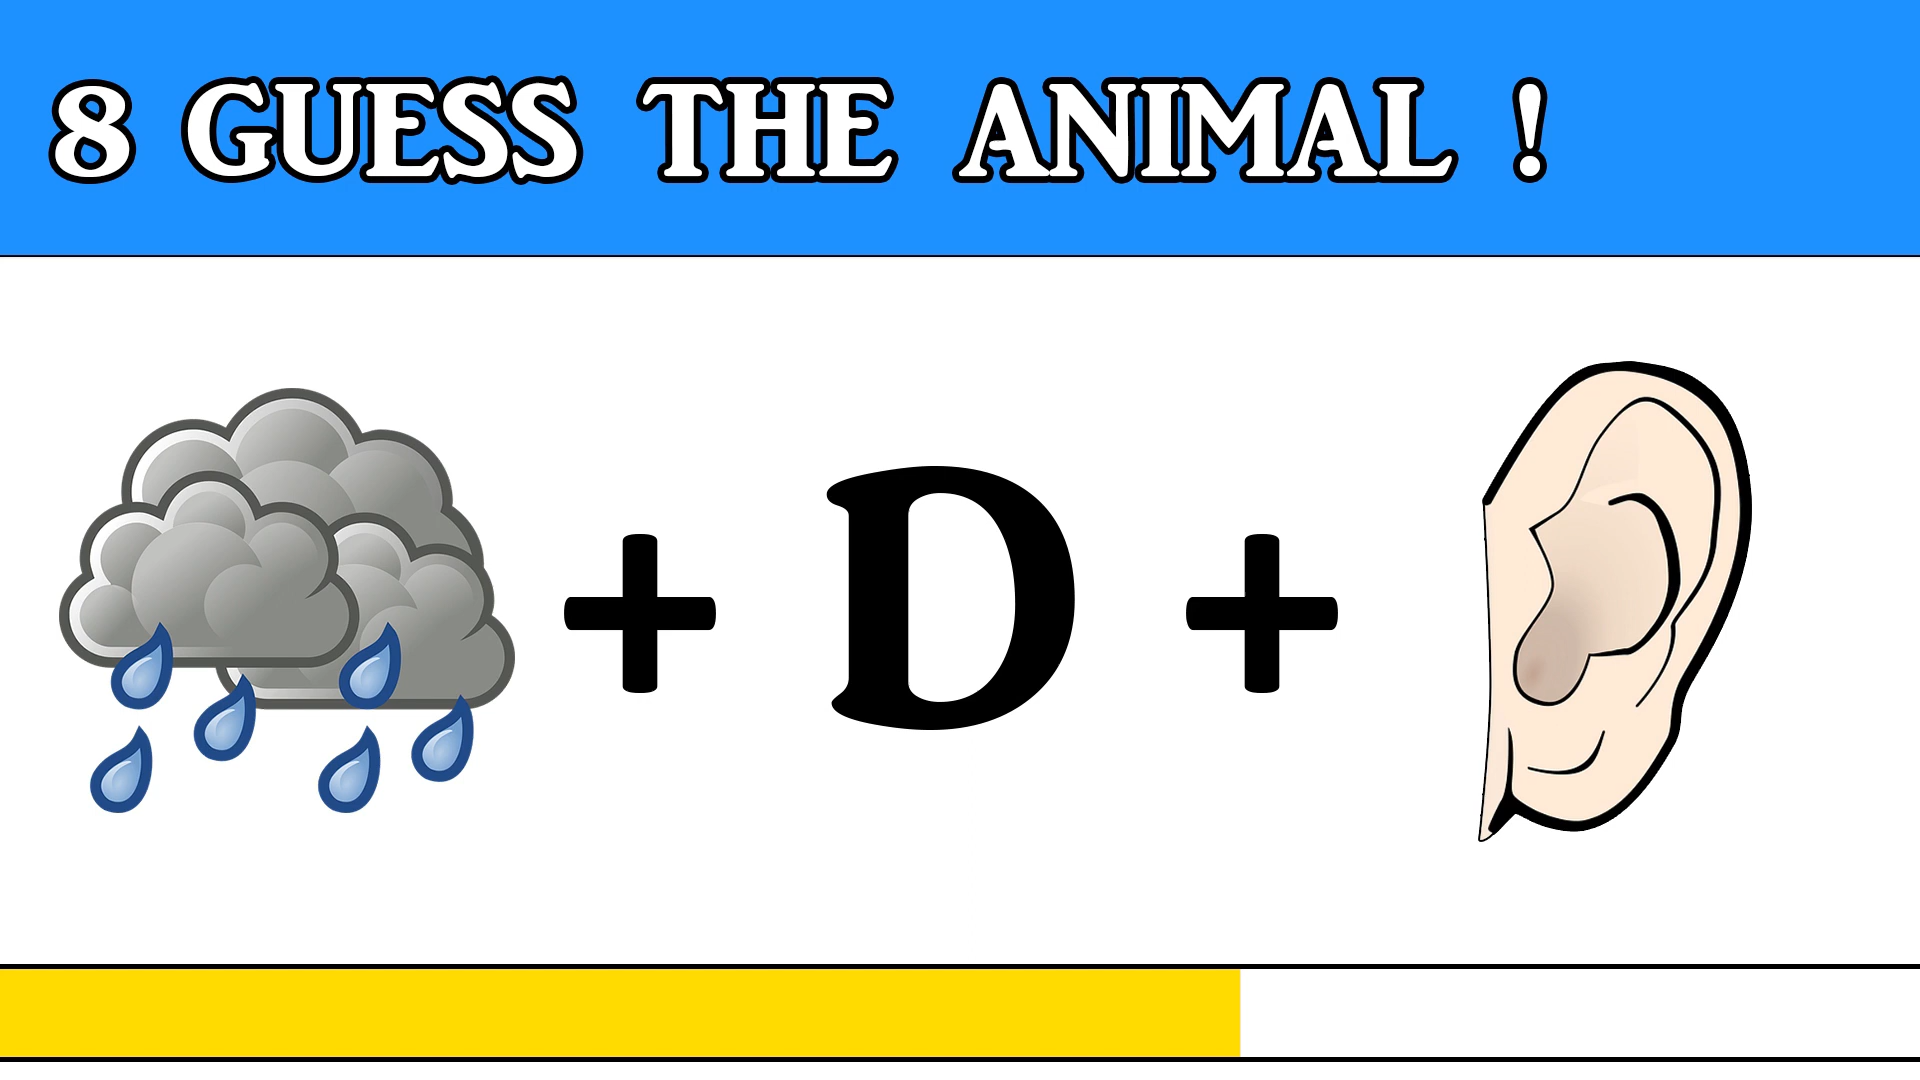 8 GUESS THE ANIMAL !
+ D +